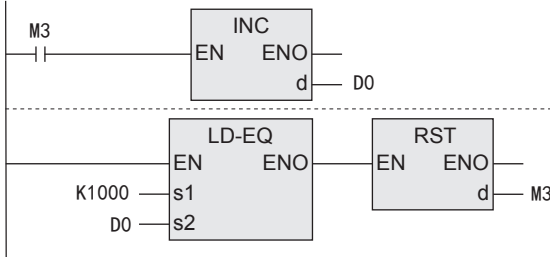 M3
INC
EN ENO
d D0
LD-EQ RST
EN ENO EN ENO
K1000 s1 d M3
D0 s2